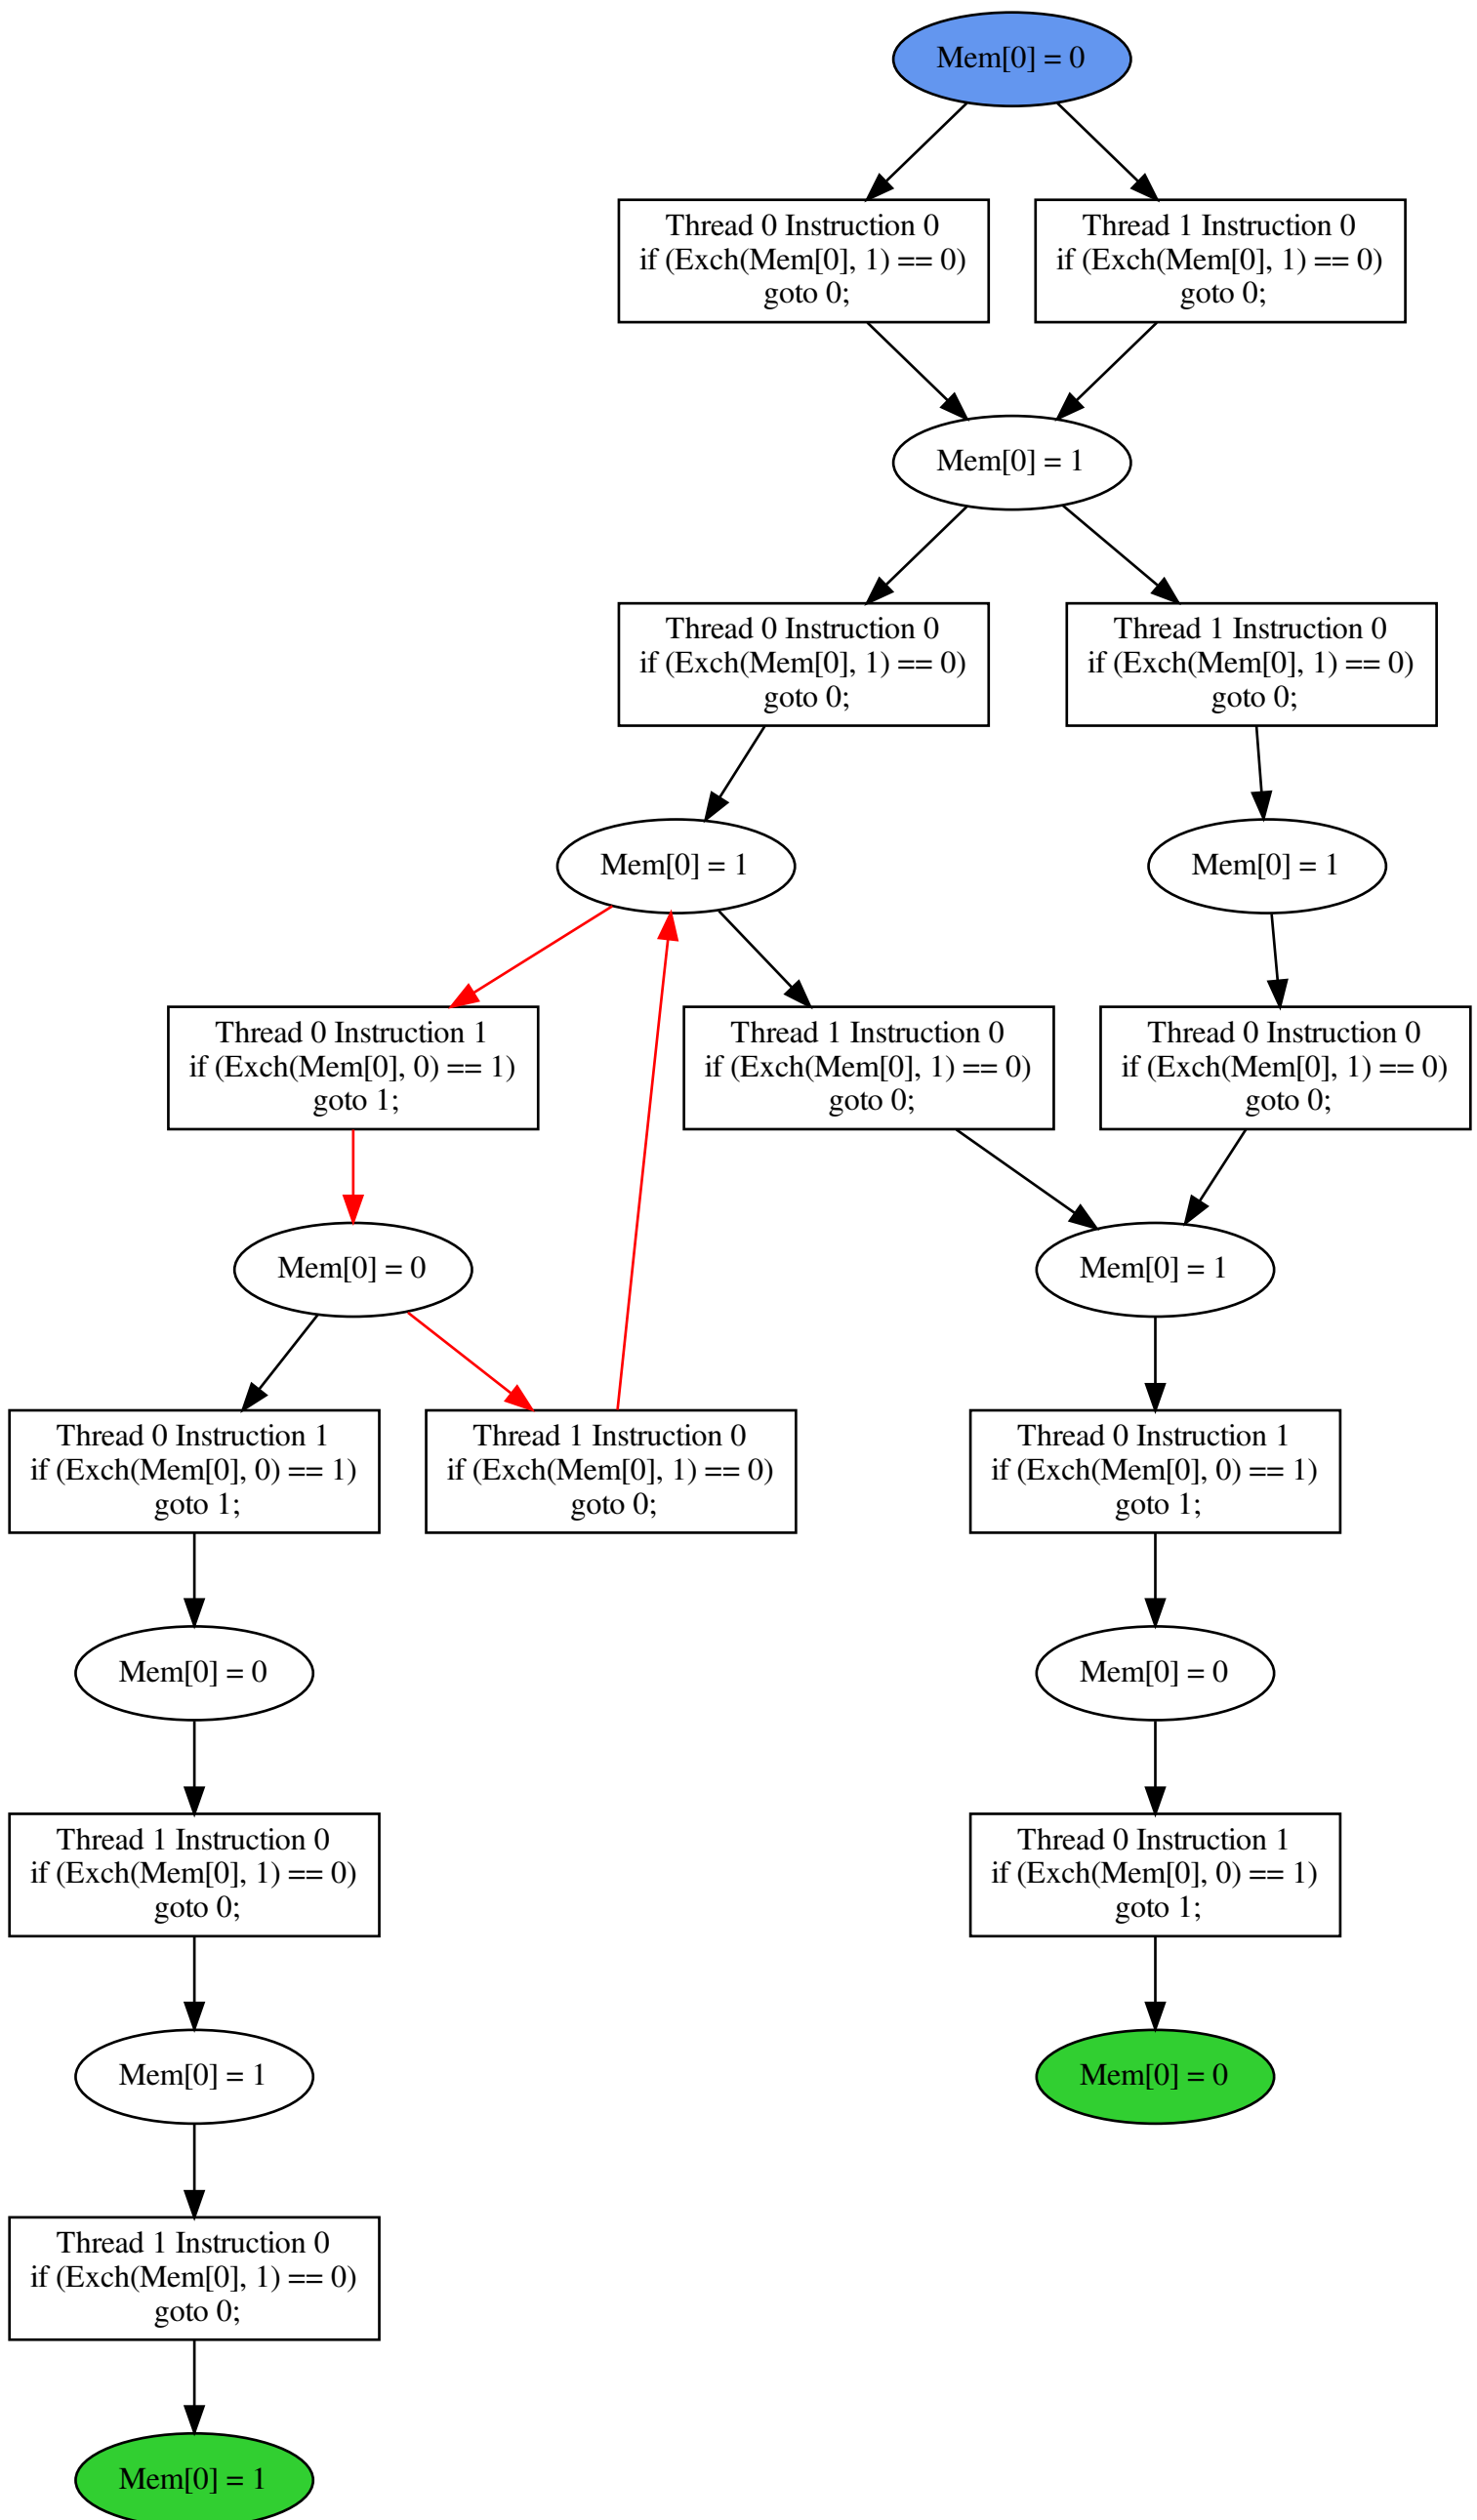 Mem[0] = 0
Thread 0 Instruction 0
if (Exch(Mem[0], 1) == 0)
goto 0;
Thread 1 Instruction 0
if (Exch(Mem[0], 1) == 0)
goto 0;
Mem[0] = 1
Thread 0 Instruction 0
if (Exch(Mem[0], 1) == 0)
goto 0;
Thread 1 Instruction 0
if (Exch(Mem[0], 1) == 0)
goto 0;
Mem[0] = 1
Mem[0] = 1
Thread 0 Instruction 1
if (Exch(Mem[0], 0) == 1)
goto 1;
Thread 1 Instruction 0
if (Exch(Mem[0], 1) == 0)
goto 0;
Thread 0 Instruction 0
if (Exch(Mem[0], 1) == 0)
goto 0;
Mem[0] = 0
Mem[0] = 1
Thread 0 Instruction 1
if (Exch(Mem[0], 0) == 1)
goto 1;
Thread 1 Instruction 0
if (Exch(Mem[0], 1) == 0)
goto 0;
Thread 0 Instruction 1
if (Exch(Mem[0], 0) == 1)
goto 1;
Mem[0] = 0
Mem[0] = 0
Thread 1 Instruction 0
if (Exch(Mem[0], 1) == 0)
goto 0;
Thread 0 Instruction 1
if (Exch(Mem[0], 0) == 1)
goto 1;
Mem[0] = 1
Mem[0] = 0
Thread 1 Instruction 0
if (Exch(Mem[0], 1) == 0)
goto 0;
Mem[0] = 1